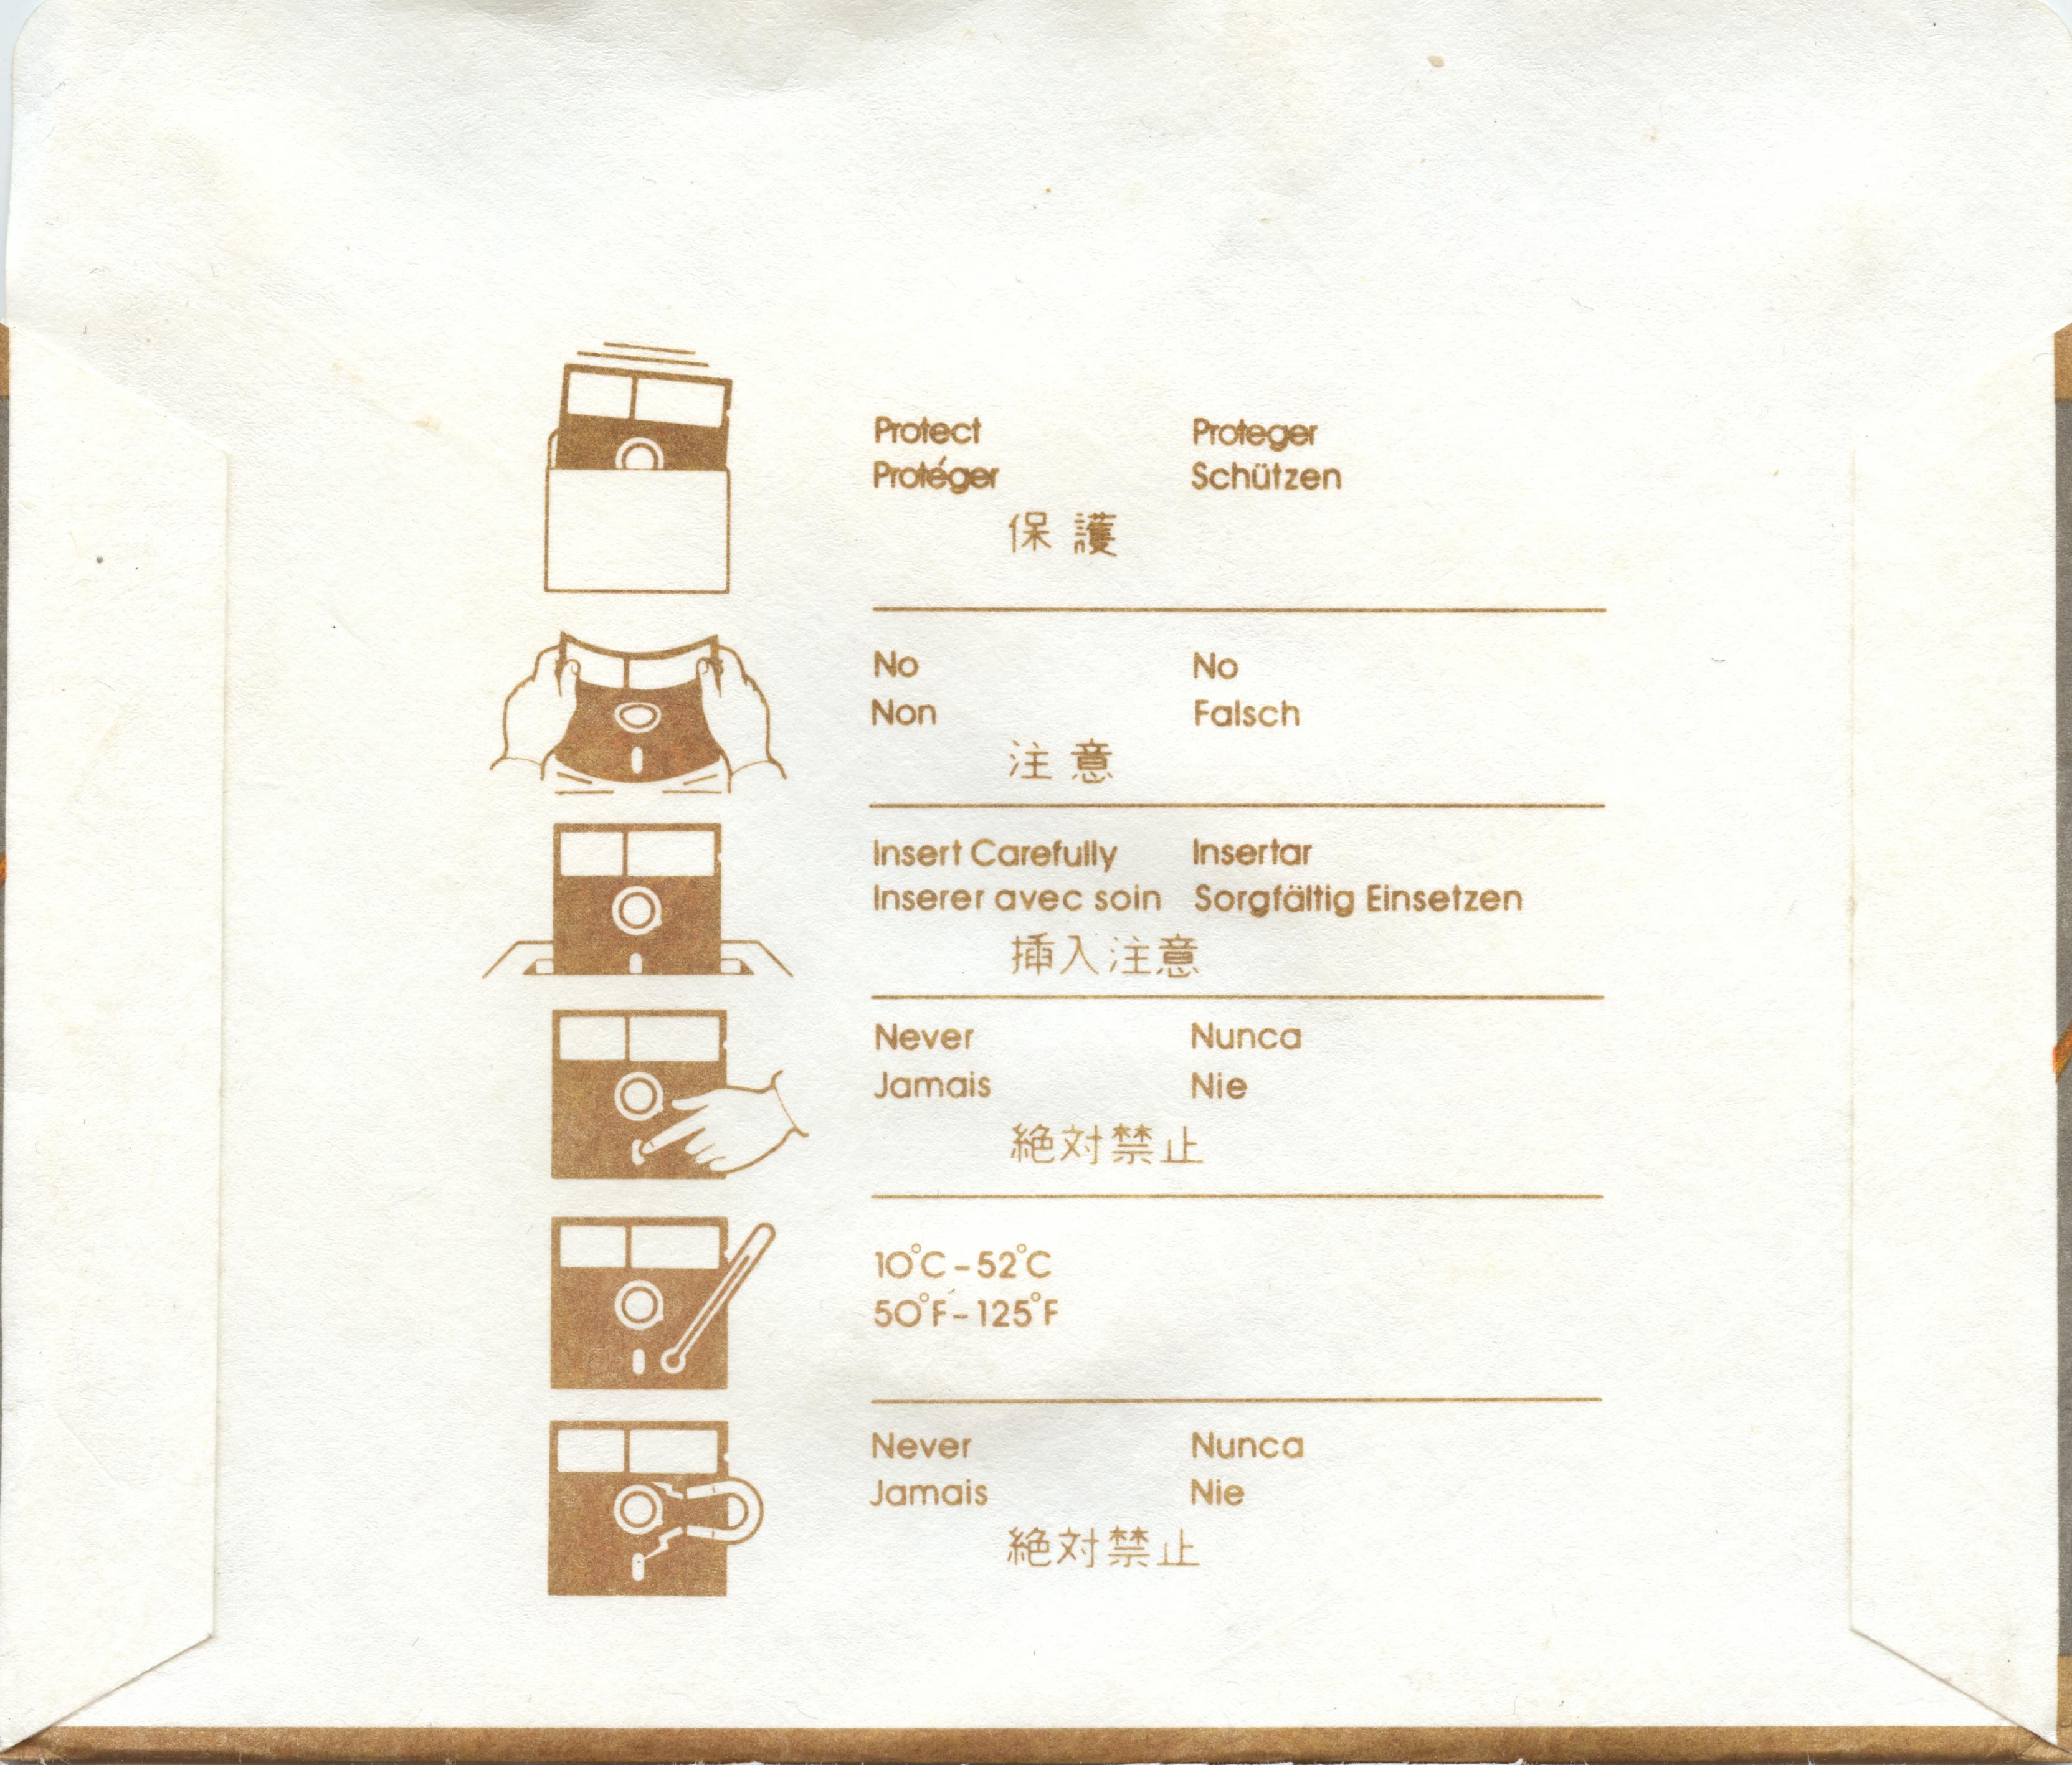 Protect Proteger
Protéger Schützen
保護
No No
Non Falsch
注意
Insert Carefully Insertar
Inserer avec soin Sorgfältig Einsetzen
挿入注意
Never Nunca
Jamais Nie
絶対禁止
10°C – 52°C
50°F – 125°F
Never Nunca
Jamais Nie
絶対禁止